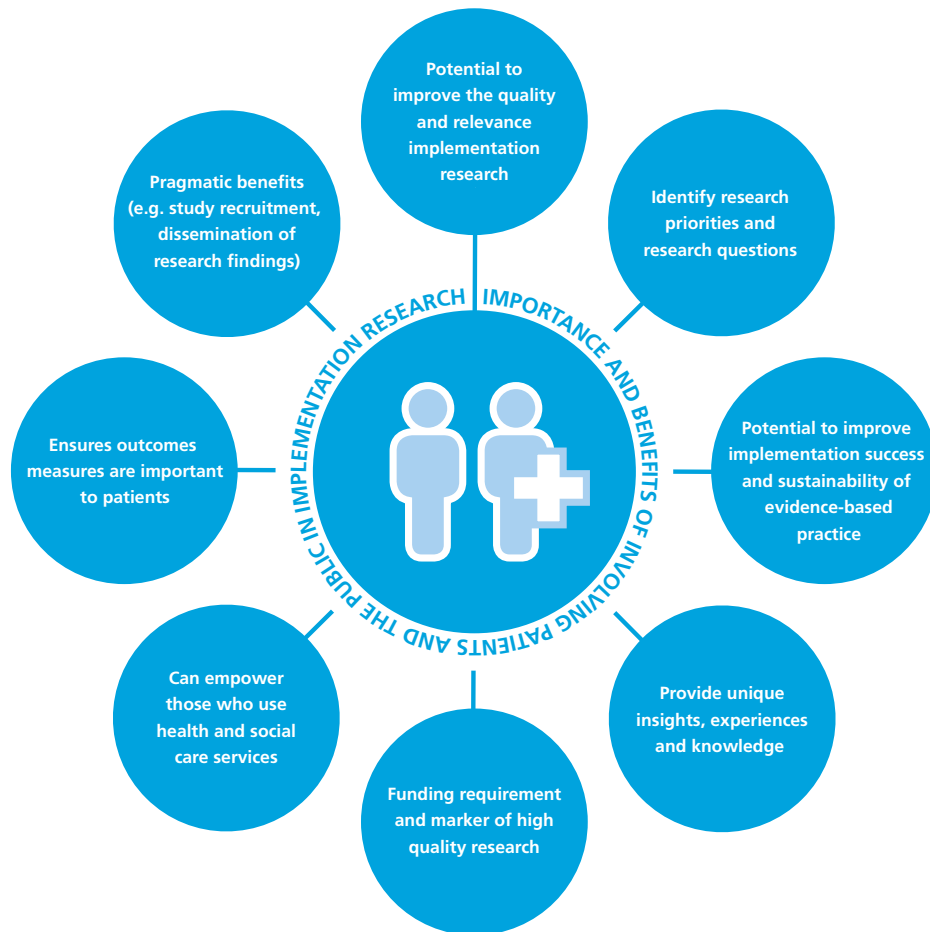 Potential to
improve the quality
and relevance
implementation
research
Identify research
priorities and
research questions
Potential to improve
implementation success
and sustainability of
evidence-based
practice
Provide unique
insights, experiences
and knowledge
Funding requirement
and marker of high
quality research
Can empower
those who use
health and social
care services
Ensures outcomes
measures are important
to patients
Pragmatic benefits
(e.g. study recruitment,
dissemination of
research findings)
IMPORTANCE AND BENEFITS OF INVOLVING PATIENTS AND THE PUBLIC IN IMPLEMENTATION RESEARCH